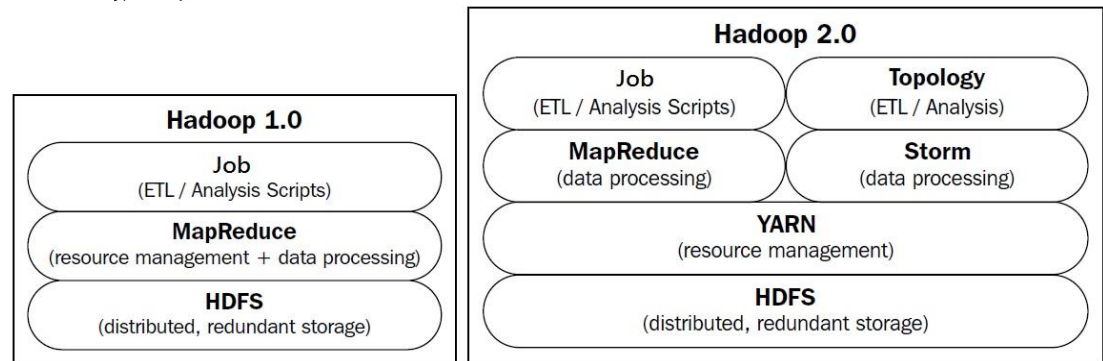 Hadoop 1.0
Job
(ETL / Analysis Scripts)
MapReduce
(resource management + data processing)
HDFS
(distributed, redundant storage)
Hadoop 2.0
Job
(ETL / Analysis Scripts)
Topology
(ETL / Analysis)
MapReduce
(data processing)
Storm
(data processing)
YARN
(resource management)
HDFS
(distributed, redundant storage)